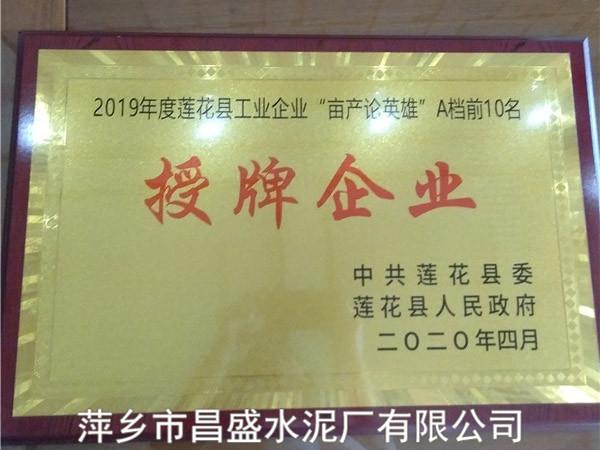 2019年度莲花县工业企业“亩产论英雄”A档前10名
授牌企业
中共莲花县委
莲花县人民政府
二〇二〇年四月
萍乡市昌盛水泥厂有限公司